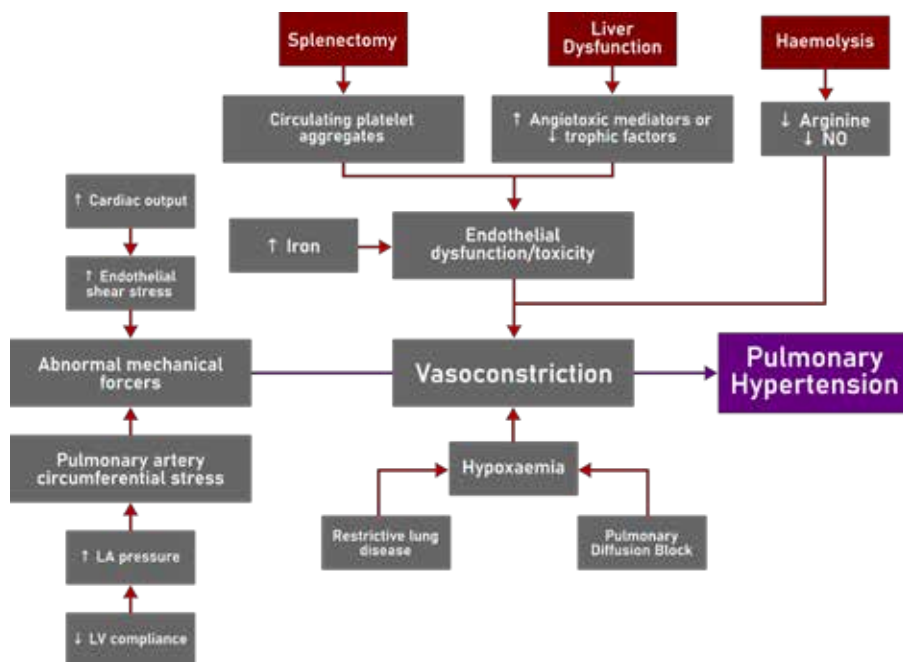 Splenectomy
Liver
Dysfunction
Haemolysis
Circulating platelet
aggregates
↑ Angiotoxic mediators or
↓ trophic factors
↓ Arginine
↓ NO
↑ Cardiac output
↑ Iron
Endothelial
dysfunction/toxicity
↑ Endothelial
shear stress
Abnormal mechanical
forcers
Vasoconstriction
Pulmonary
Hypertension
Pulmonary artery
circumferential stress
Hypoxaemia
Restrictive lung
disease
Pulmonary
Diffusion Block
↑ LA pressure
↓ LV compliance